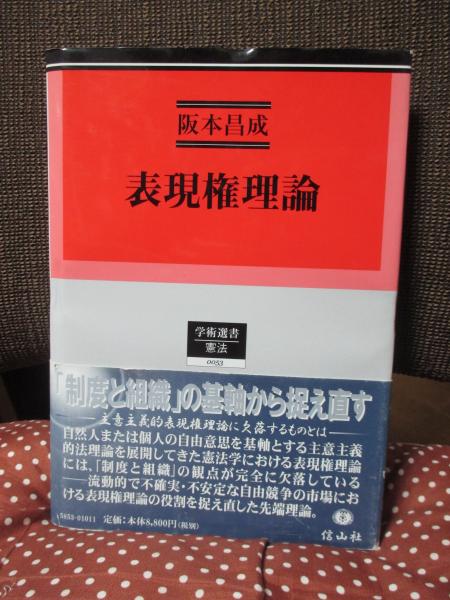 阪本昌成
表現権理論
学術選書
憲法
0053
「制度と組織」の基軸から捉え直す
──主意主義的表現権理論に欠落するものとは──
自然人または個人の自由意思を基軸とする主意主義
的法理論を展開してきた憲法学における表現権理論
には、「制度と組織」の観点が完全に欠落している
──流動的で不確実・不安定な自由競争の市場にお
ける表現権理論の役割を捉え直した先端理論。
5853-01011
定価:本体8,800円(税別)
信山社